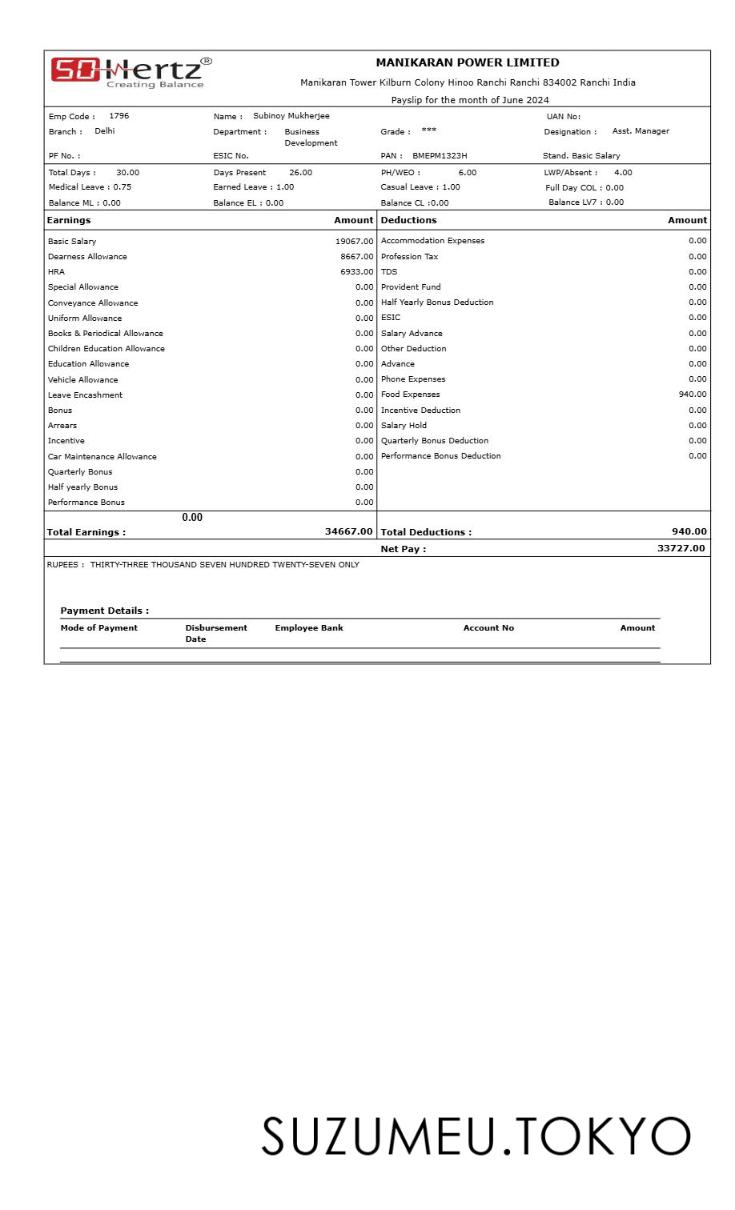 50 Hertz®
Creating Balance
MANIKARAN POWER LIMITED
Manikaran Tower Kilburn Colony Hinoo Ranchi Ranchi 834002 Ranchi India
Payslip for the month of June 2024
Emp Code : 1796 Name : Subinoy Mukherjee UAN No:
Branch : Delhi Department : Business Development Grade : *** Designation : Asst. Manager
PF No. : ESIC No. PAN : BMEPM1323H Stand. Basic Salary
Total Days : 30.00 Days Present 26.00 PH/WEO : 6.00 LWP/Absent : 4.00
Medical Leave : 0.75 Earned Leave : 1.00 Casual Leave : 1.00 Full Day COL : 0.00
Balance ML : 0.00 Balance EL : 0.00 Balance CL :0.00 Balance LV7 : 0.00
Earnings Amount Deductions Amount
Basic Salary 19067.00 Accommodation Expenses 0.00
Dearness Allowance 8667.00 Profession Tax 0.00
HRA 6933.00 TDS 0.00
Special Allowance 0.00 Provident Fund 0.00
Conveyance Allowance 0.00 Half Yearly Bonus Deduction 0.00
Uniform Allowance 0.00 ESIC 0.00
Books & Periodical Allowance 0.00 Salary Advance 0.00
Children Education Allowance 0.00 Other Deduction 0.00
Education Allowance 0.00 Advance 0.00
Vehicle Allowance 0.00 Phone Expenses 0.00
Leave Encashment 0.00 Food Expenses 940.00
Bonus 0.00 Incentive Deduction 0.00
Arrears 0.00 Salary Hold 0.00
Incentive 0.00 Quarterly Bonus Deduction 0.00
Car Maintenance Allowance 0.00 Performance Bonus Deduction 0.00
Quarterly Bonus 0.00
Half yearly Bonus 0.00
Performance Bonus 0.00
0.00
Total Earnings : 34667.00 Total Deductions : 940.00
Net Pay : 33727.00
RUPEES : THIRTY-THREE THOUSAND SEVEN HUNDRED TWENTY-SEVEN ONLY
Payment Details :
Mode of Payment Disbursement Date Employee Bank Account No Amount
SUZUMEU.TOKYO